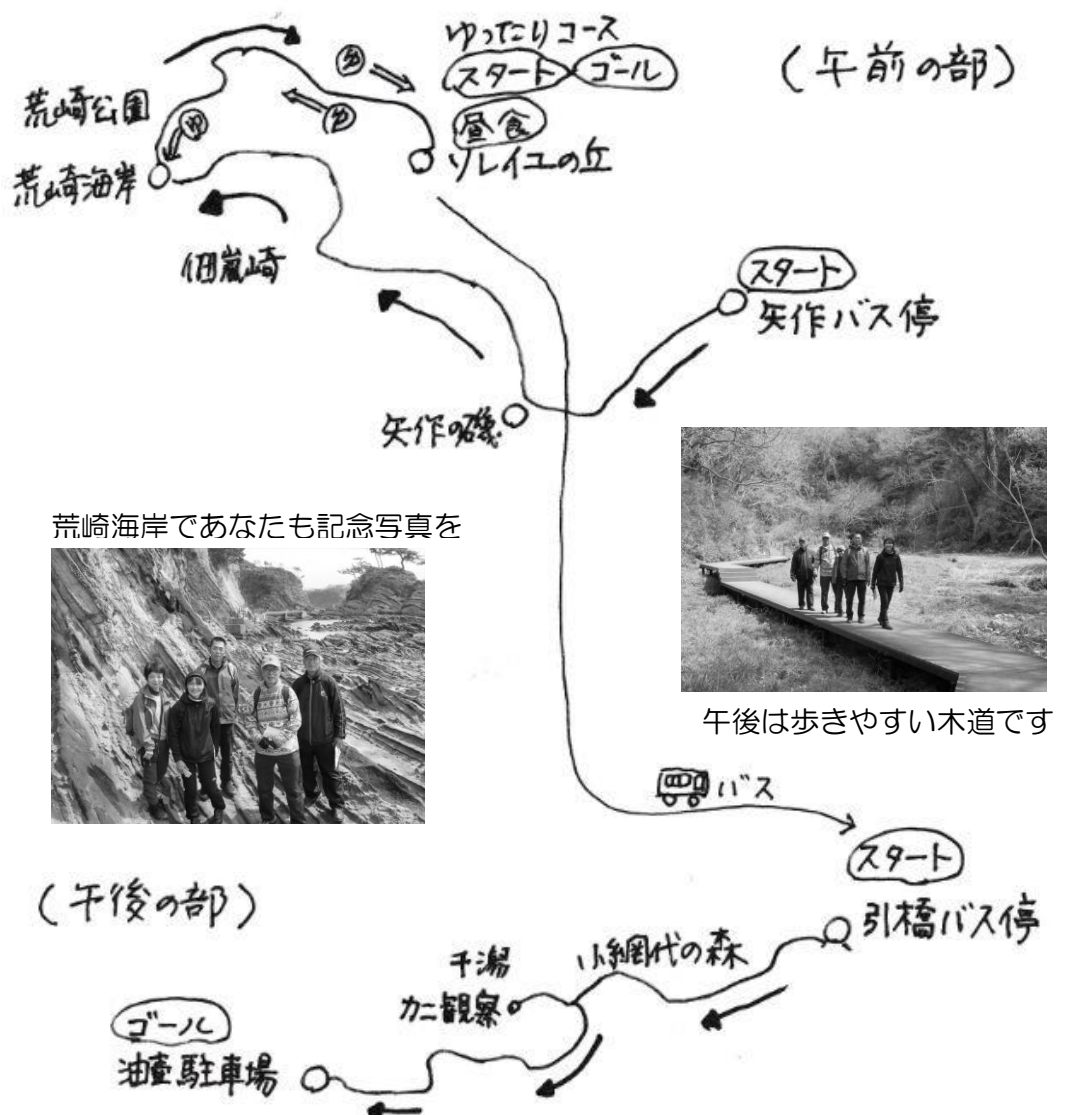 ゆったりコース
スタート ゴール
(午前の部)
昼食
ソレイユの丘
荒崎公園
荒崎海岸
佃嵐崎
スタート
矢作バス停
矢作の磯
荒崎海岸であなたも記念写真を
午後は歩きやすい木道です
バス
スタート
引橋バス停
(午後の部)
小網代の森
干潟
カニ観察
ゴール
油壷駐車場